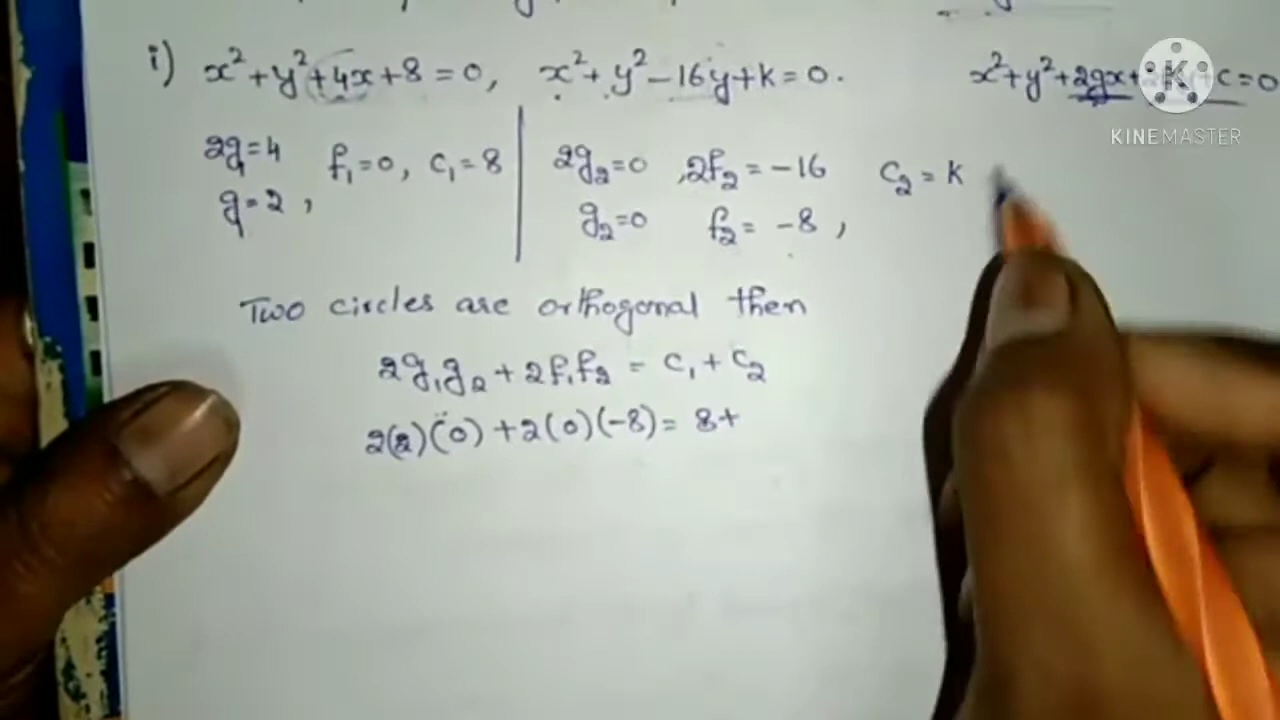 i) x²+y²+4x+8=0, x²+y²-16y+k=0. x²+y²+2gx+ c=0
K
KINEMASTER
2g₁=4 f₁=0, c₁=8 2g₂=0 ,2f₂=-16 c₂=k
g=2, g₂=0 f₂=-8,
Two circles are orthogonal then
2g₁g₂+2f₁f₂=c₁+c₂
2(2)(0)+2(0)(-8)=8+